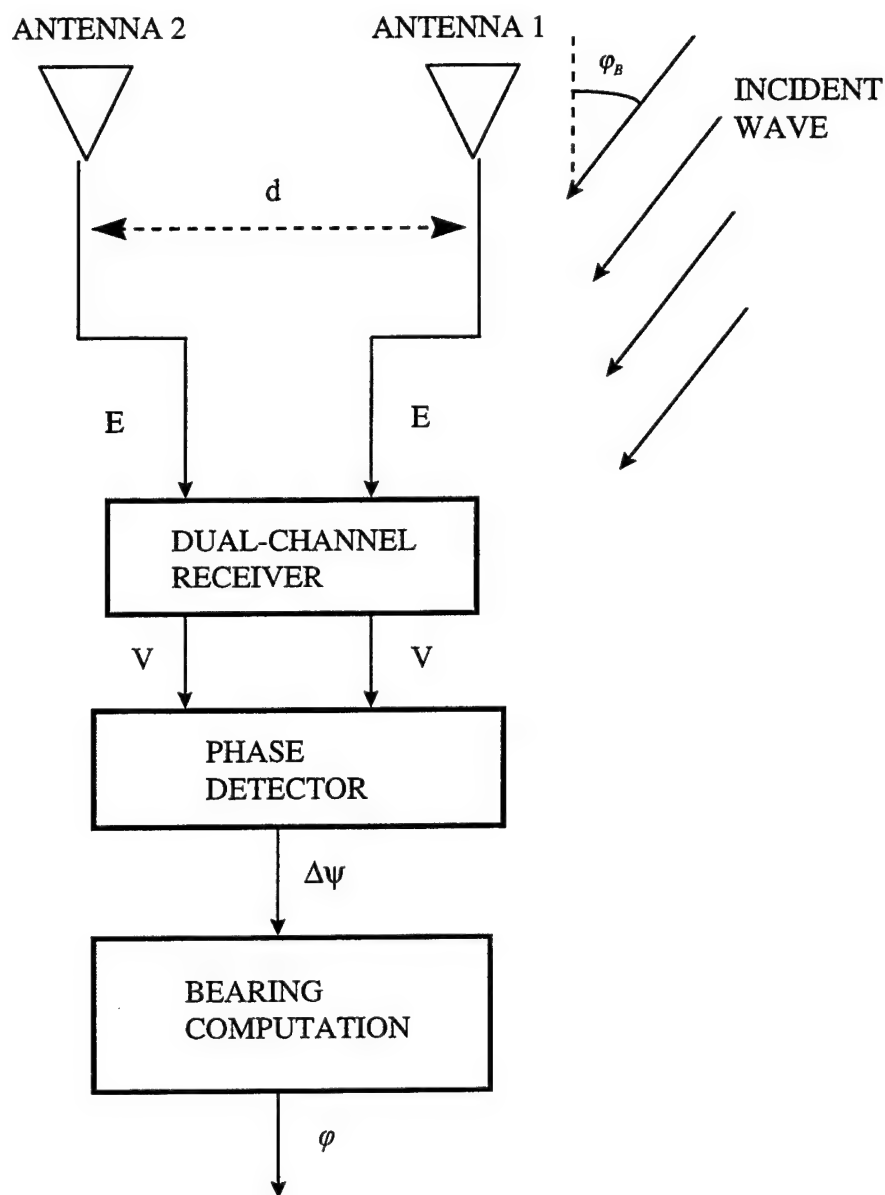 ANTENNA 2
ANTENNA 1
φB
INCIDENT
WAVE
d
E
E
DUAL-CHANNEL
RECEIVER
V
V
PHASE
DETECTOR
Δψ
BEARING
COMPUTATION
φ